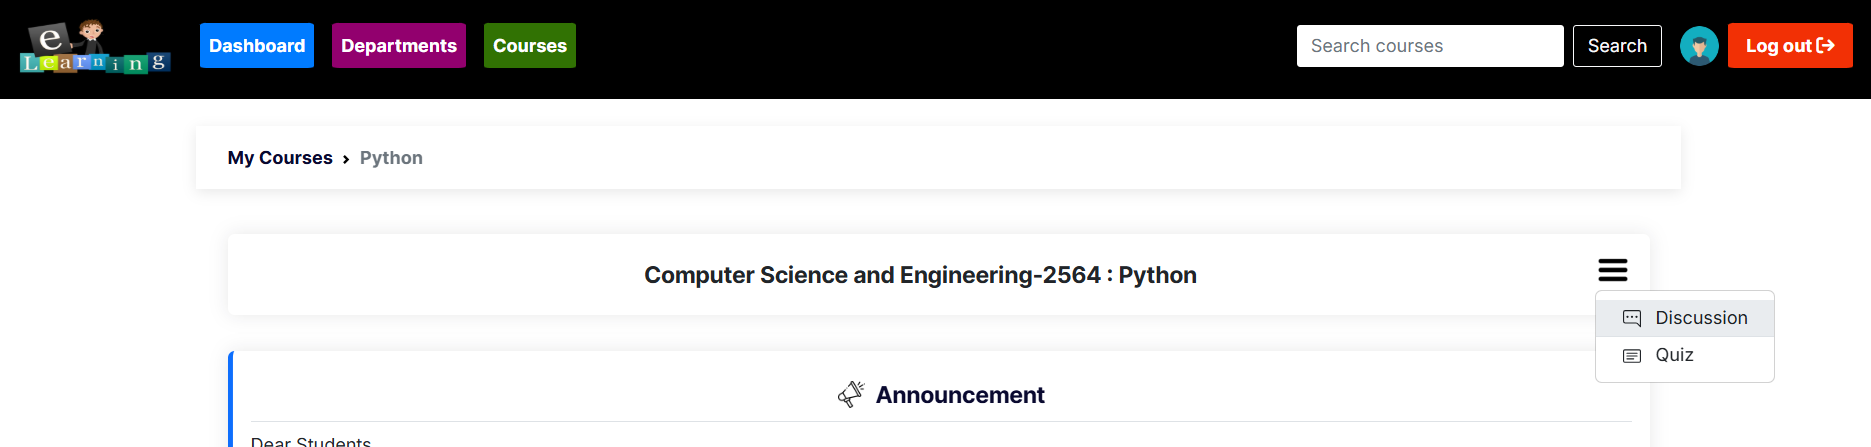 e
Learning
Dashboard
Departments
Courses
Search courses
Search
Log out
My Courses › Python
Computer Science and Engineering-2564 : Python
Discussion
Quiz
Announcement
Dear Students